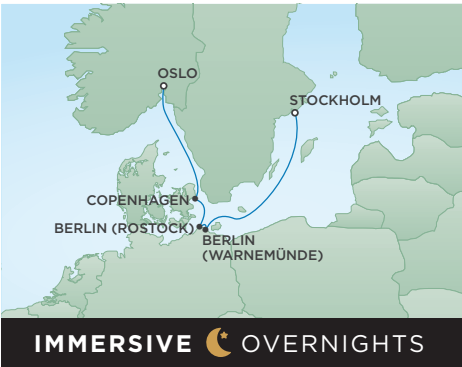 OSLO
STOCKHOLM
COPENHAGEN
BERLIN (ROSTOCK)
BERLIN
(WARNEMÜNDE)
IMMERSIVE OVERNIGHTS